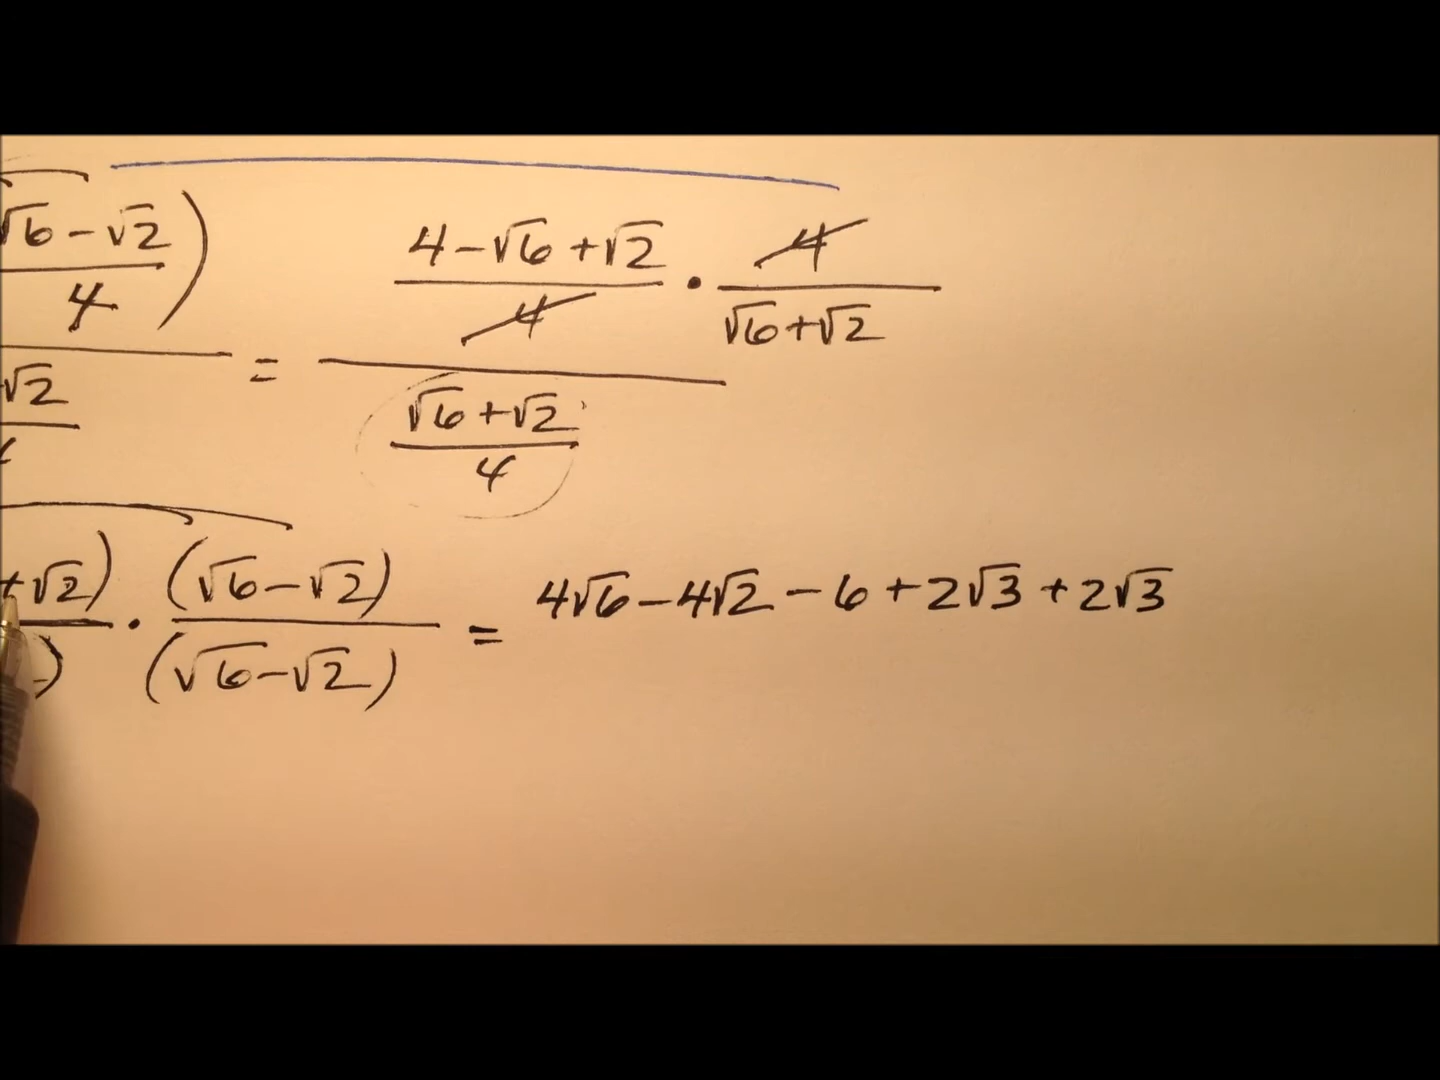 √6 - √2) / 4
√2
= (4 - √6 + √2) / 4 · 4 / (√6 + √2)
(√6 + √2) / 4
+ √2) / ) · (√6 - √2) / (√6 - √2) = 4√6 - 4√2 - 6 + 2√3 + 2√3